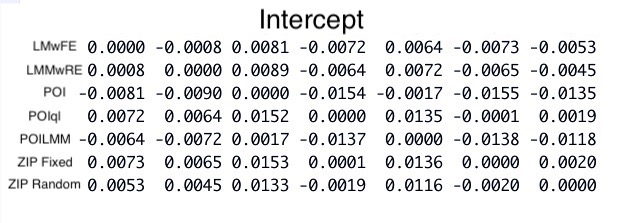 Intercept
LMwFE 0.0000 -0.0008 0.0081 -0.0072 0.0064 -0.0073 -0.0053
LMMwRE 0.0008 0.0000 0.0089 -0.0064 0.0072 -0.0065 -0.0045
POI -0.0081 -0.0090 0.0000 -0.0154 -0.0017 -0.0155 -0.0135
POIql 0.0072 0.0064 0.0152 0.0000 0.0135 -0.0001 0.0019
POILMM -0.0064 -0.0072 0.0017 -0.0137 0.0000 -0.0138 -0.0118
ZIP Fixed 0.0073 0.0065 0.0153 0.0001 0.0136 0.0000 0.0020
ZIP Random 0.0053 0.0045 0.0133 -0.0019 0.0116 -0.0020 0.0000